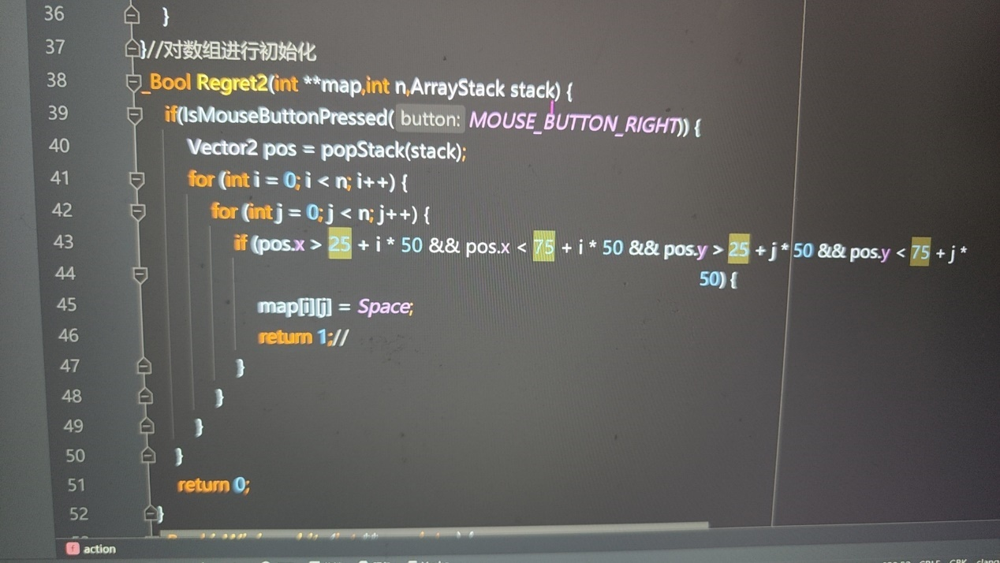 36 }
37 }//对数组进行初始化
38 _Bool Regret2(int **map,int n,ArrayStack stack) {
39 if(IsMouseButtonPressed( button: MOUSE_BUTTON_RIGHT)) {
40 Vector2 pos = popStack(stack);
41 for (int i = 0; i < n; i++) {
42 for (int j = 0; j < n; j++) {
43 if (pos.x > 25 + i * 50 && pos.x < 75 + i * 50 && pos.y > 25 + j * 50 && pos.y < 75 + j *
44 50) {
45 map[i][j] = Space;
46 return 1;//
47 }
48 }
49 }
50 }
51 return 0;
52 }
action